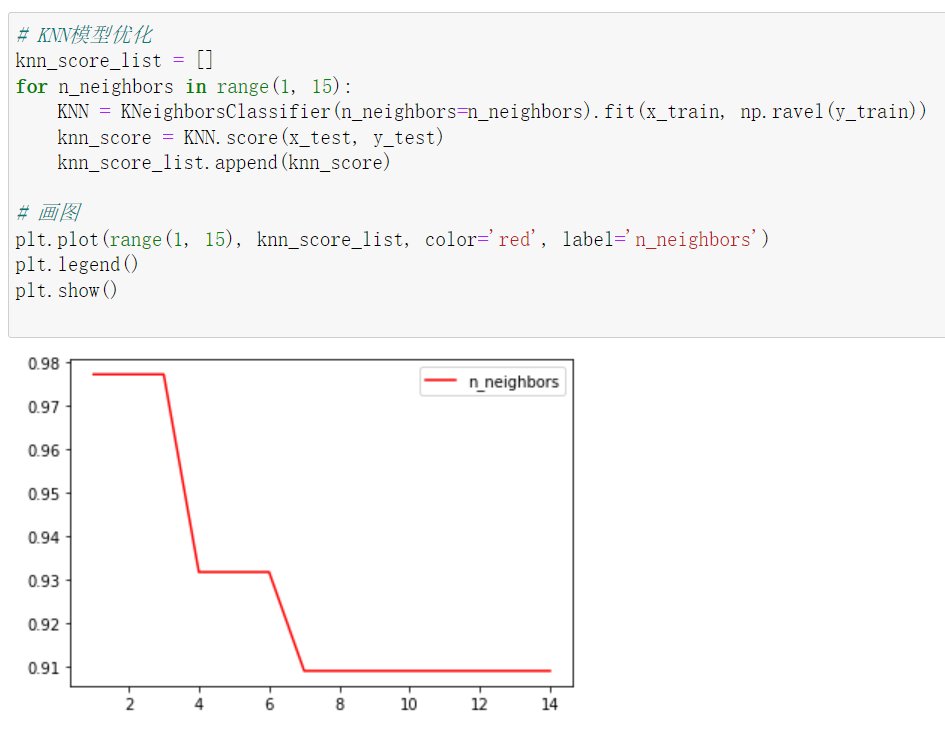 # KNN模型优化
knn_score_list = []
for n_neighbors in range(1, 15):
    KNN = KNeighborsClassifier(n_neighbors=n_neighbors).fit(x_train, np.ravel(y_train))
    knn_score = KNN.score(x_test, y_test)
    knn_score_list.append(knn_score)

# 画图
plt.plot(range(1, 15), knn_score_list, color='red', label='n_neighbors')
plt.legend()
plt.show()
n_neighbors
0.98
0.97
0.96
0.95
0.94
0.93
0.92
0.91
2 4 6 8 10 12 14